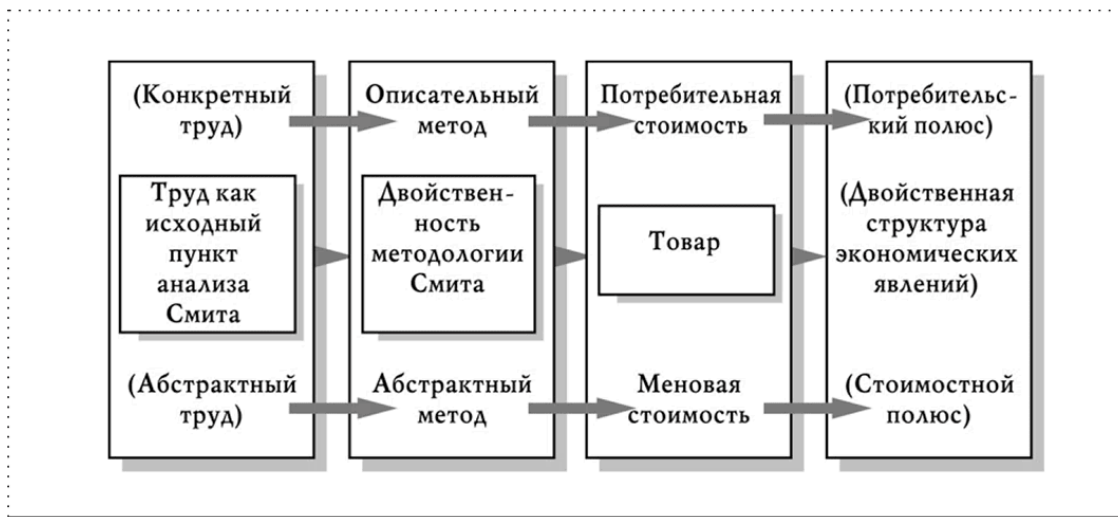 (Конкретный
труд)
Труд как
исходный
пункт
анализа
Смита
(Абстрактный
труд)
Описательный
метод
Двойствен-
ность
методологии
Смита
Абстрактный
метод
Потребительная
стоимость
Товар
Меновая
стоимость
(Потребительс-
кий полюс)
(Двойственная
структура
экономических
явлений)
(Стоимостной
полюс)